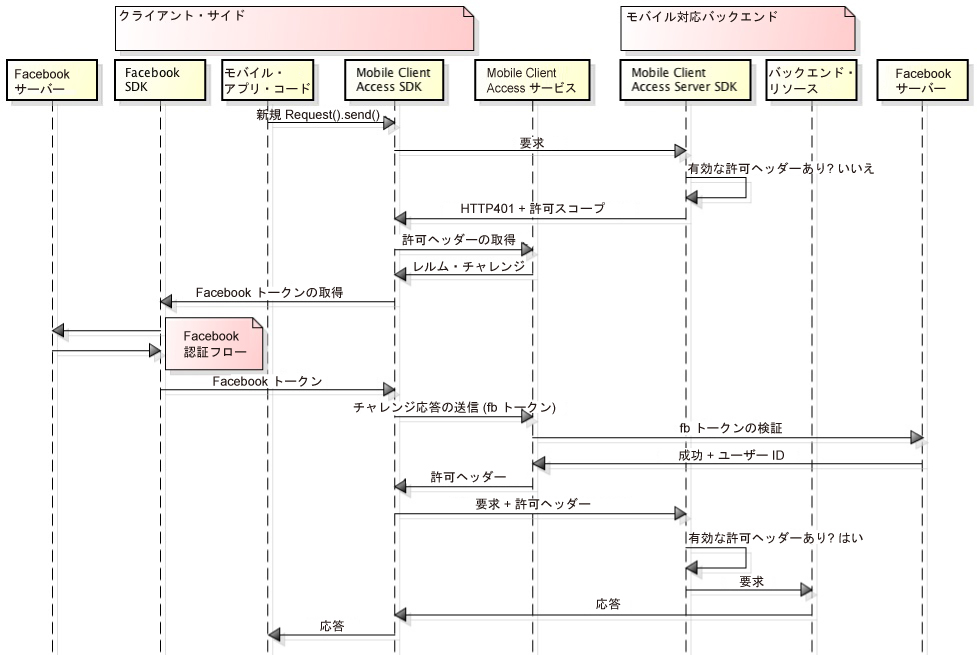 クライアント・サイド
モバイル対応バックエンド
Facebook
サーバー
Facebook
SDK
モバイル・
アプリ・コード
Mobile Client
Access SDK
Mobile Client
Access サービス
Mobile Client
Access Server SDK
バックエンド・
リソース
Facebook
サーバー
新規 Request().send()
要求
有効な許可ヘッダーあり? いいえ
HTTP401 + 許可スコープ
許可ヘッダーの取得
レルム・チャレンジ
Facebook トークンの取得
Facebook
認証フロー
Facebook トークン
チャレンジ応答の送信 (fb トークン)
fb トークンの検証
成功 + ユーザー ID
許可ヘッダー
要求 + 許可ヘッダー
有効な許可ヘッダーあり? はい
要求
応答
応答